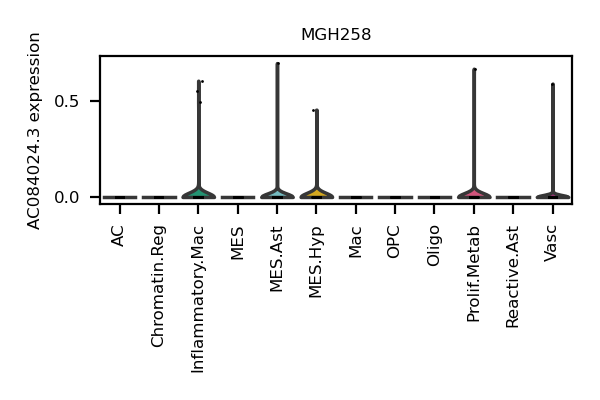 MGH258
AC084024.3 expression
0.5
0.0
AC
Chromatin.Reg
Inflammatory.Mac
MES
MES.Ast
MES.Hyp
Mac
OPC
Oligo
Prolif.Metab
Reactive.Ast
Vasc